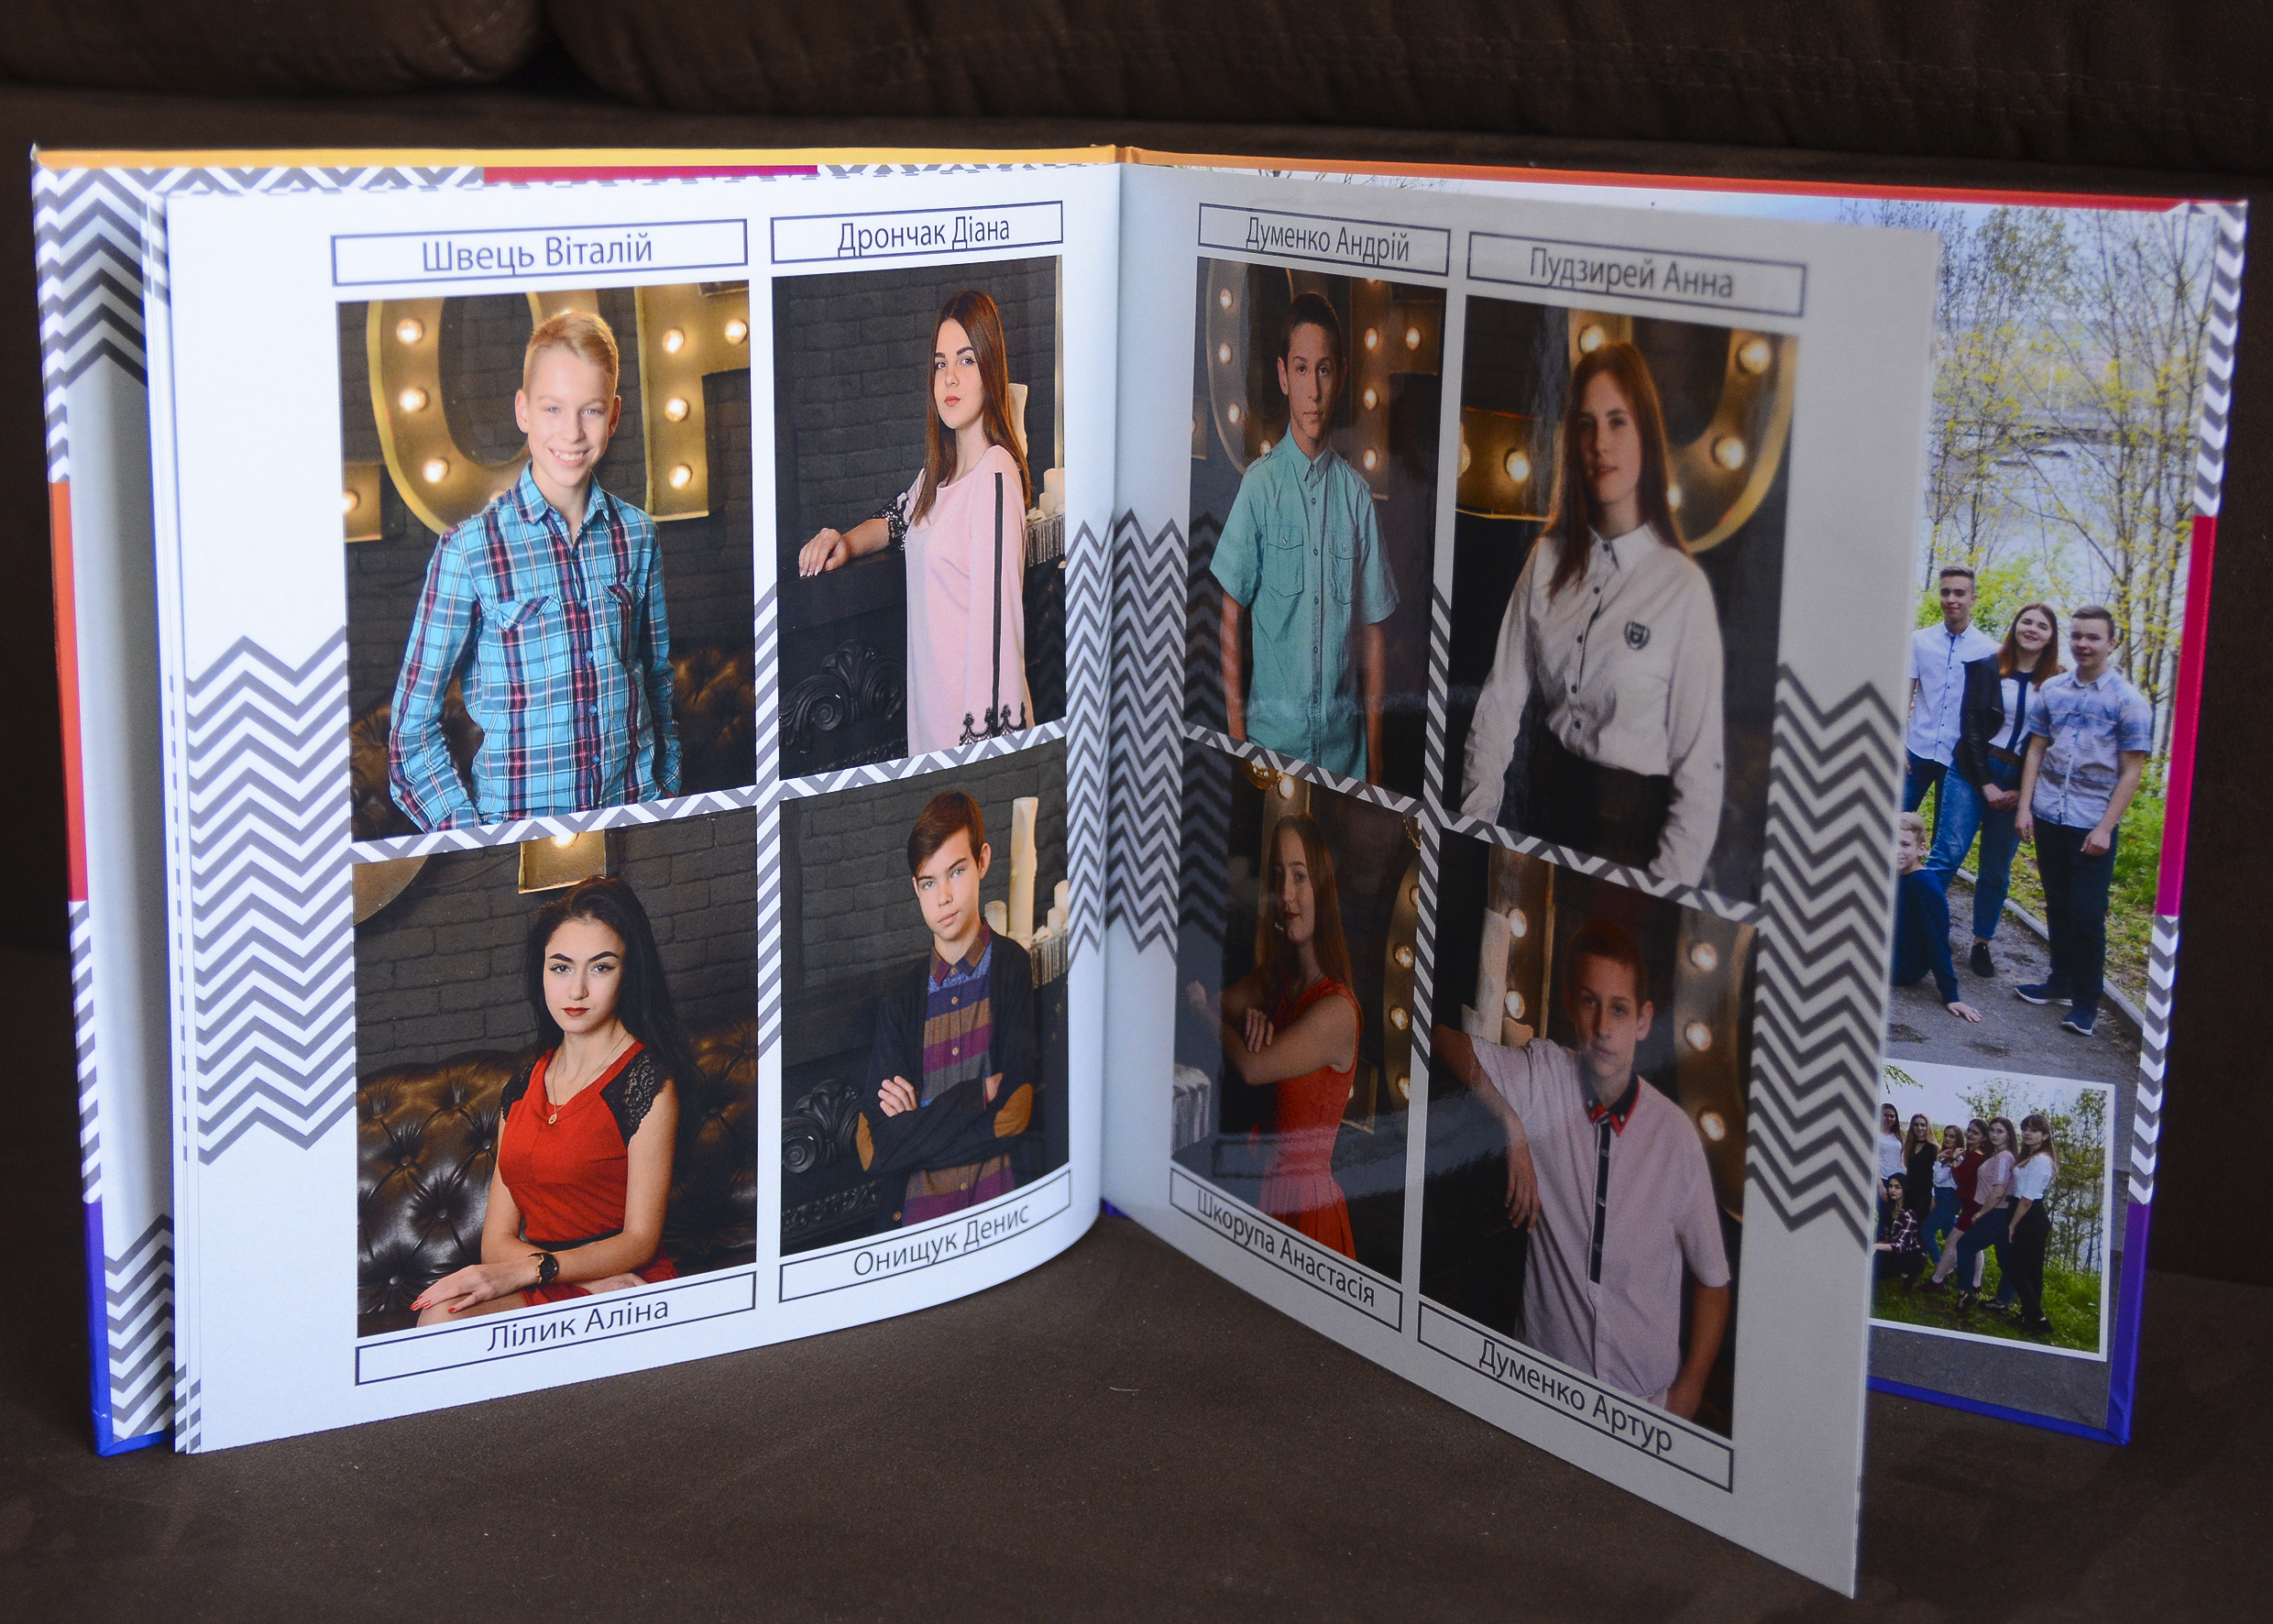 Швець Віталій
Дрончак Діана
Лілик Аліна
Онищук Денис
Думенко Андрій
Пудзирей Анна
Шкорупа Анастасія
Думенко Артур